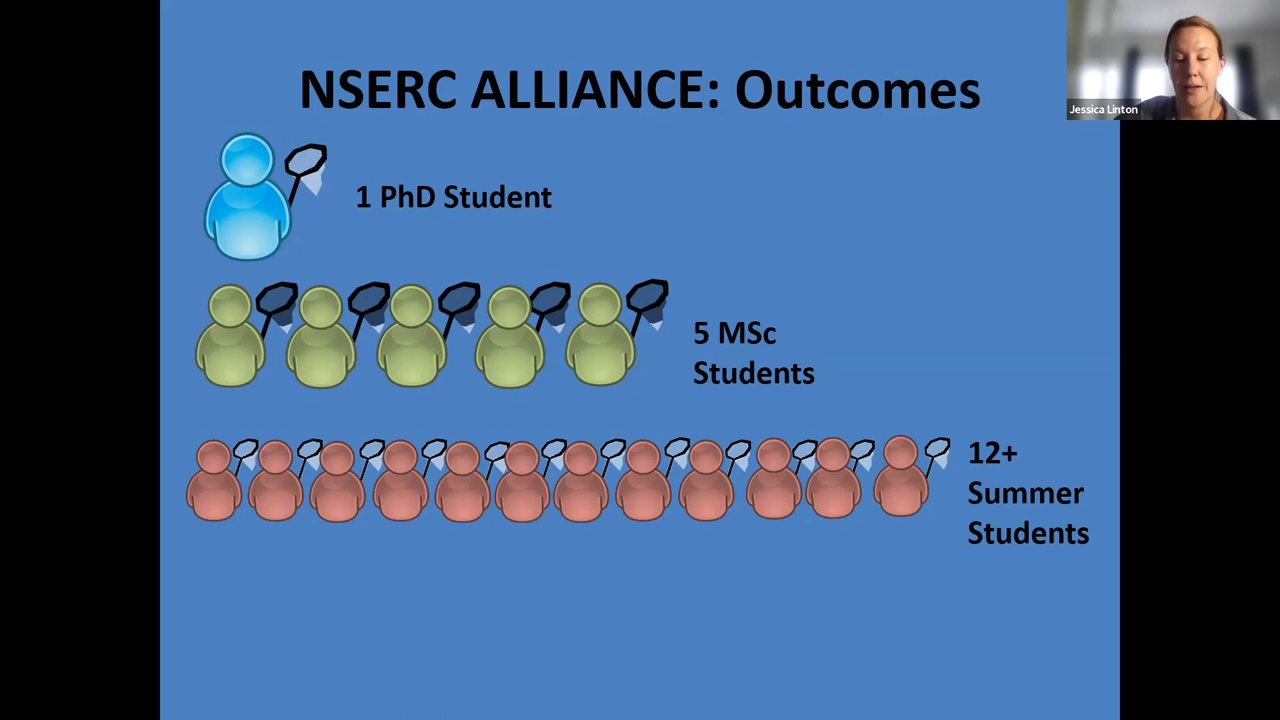 NSERC ALLIANCE: Outcomes
Jessica Linton
1 PhD Student
5 MSc
Students
12+
Summer
Students